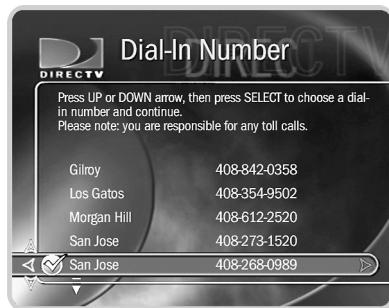 Dial-In Number
DIRECTV
Press UP or DOWN arrow, then press SELECT to choose a dial-
in number and continue.
Please note: you are responsible for any toll calls.
Gilroy 408-842-0358
Los Gatos 408-354-9502
Morgan Hill 408-612-2520
San Jose 408-273-1520
San Jose 408-268-0989